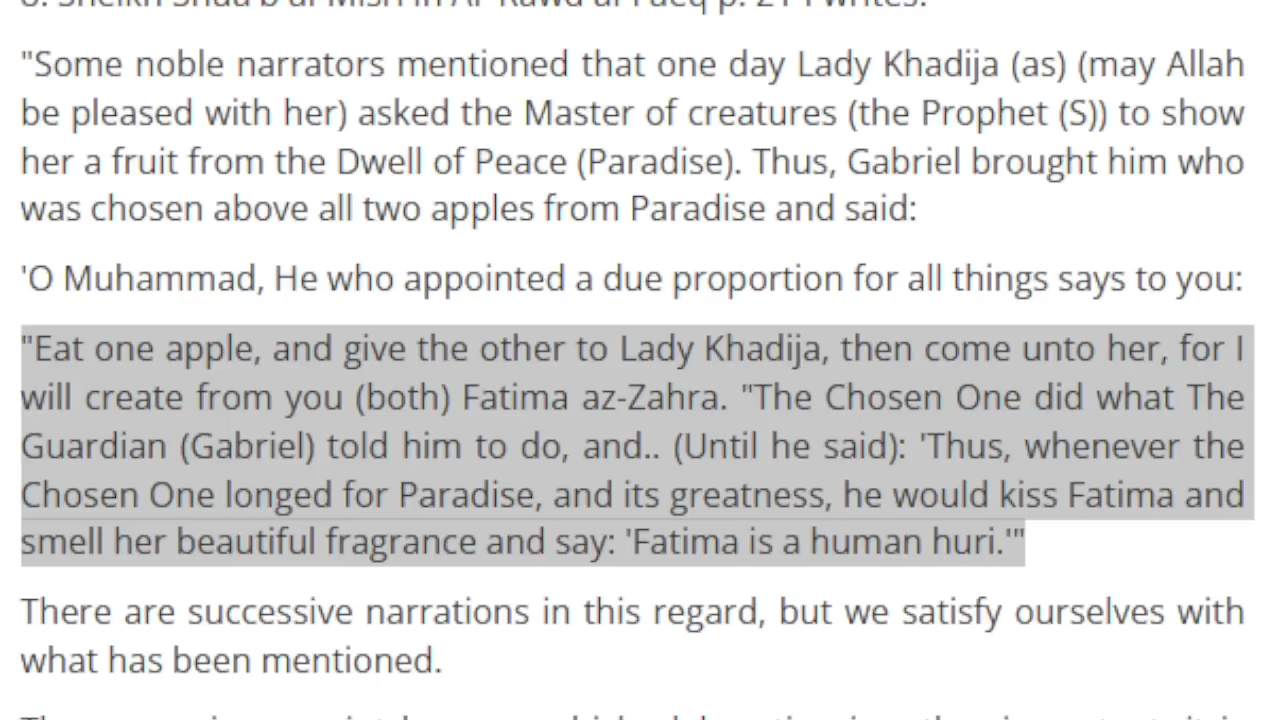 "Some noble narrators mentioned that one day Lady Khadija (as) (may Allah
be pleased with her) asked the Master of creatures (the Prophet (S)) to show
her a fruit from the Dwell of Peace (Paradise). Thus, Gabriel brought him who
was chosen above all two apples from Paradise and said:
'O Muhammad, He who appointed a due proportion for all things says to you:
"Eat one apple, and give the other to Lady Khadija, then come unto her, for I
will create from you (both) Fatima az-Zahra. "The Chosen One did what The
Guardian (Gabriel) told him to do, and.. (Until he said): 'Thus, whenever the
Chosen One longed for Paradise, and its greatness, he would kiss Fatima and
smell her beautiful fragrance and say: 'Fatima is a human huri.'"
There are successive narrations in this regard, but we satisfy ourselves with
what has been mentioned.